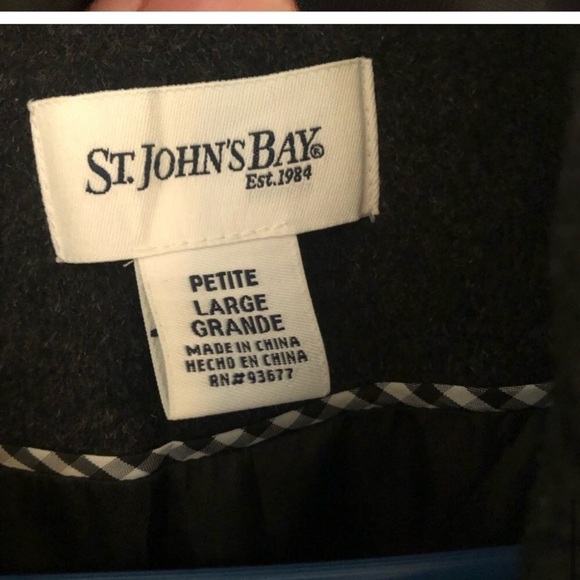 ST. JOHN'S BAY®
Est. 1984
PETITE
LARGE
GRANDE
MADE IN CHINA
HECHO EN CHINA
RN#93677